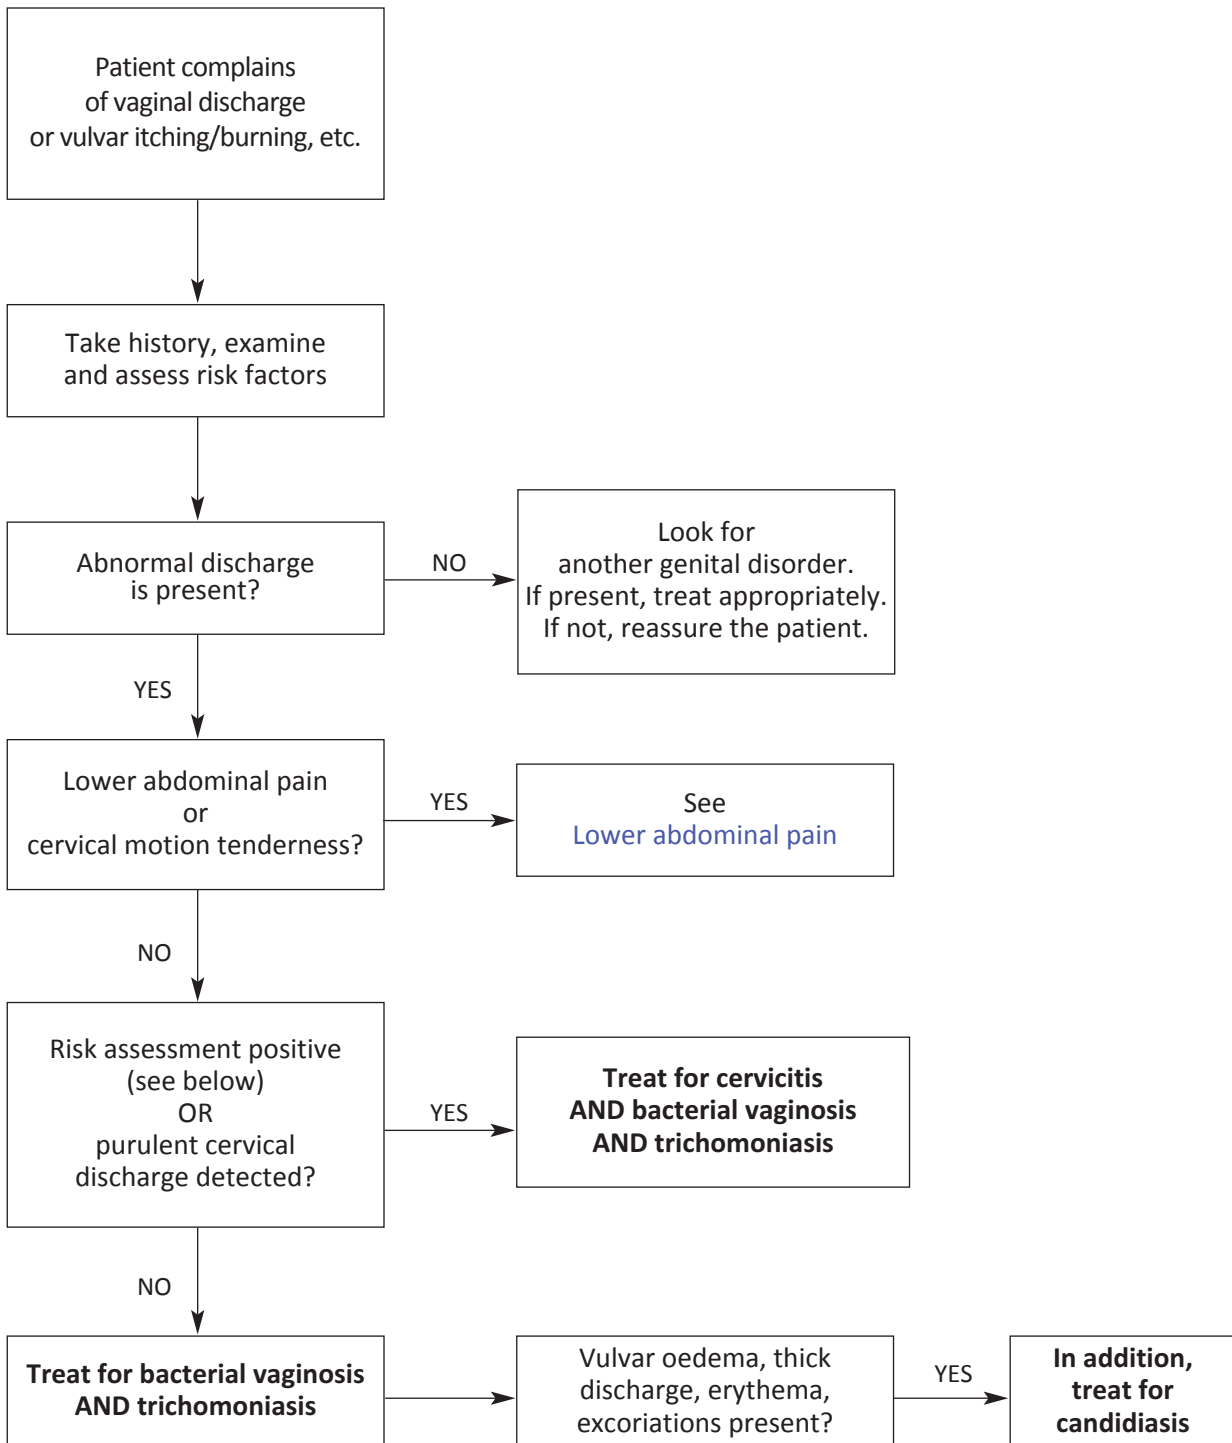 Patient complains
of vaginal discharge
or vulvar itching/burning, etc.
Take history, examine
and assess risk factors
Abnormal discharge
is present?
NO
Look for
another genital disorder.
If present, treat appropriately.
If not, reassure the patient.
YES
Lower abdominal pain
or
cervical motion tenderness?
YES
See
Lower abdominal pain
NO
Risk assessment positive
(see below)
OR
purulent cervical
discharge detected?
YES
Treat for cervicitis
AND bacterial vaginosis
AND trichomoniasis
NO
Treat for bacterial vaginosis
AND trichomoniasis
Vulvar oedema, thick
discharge, erythema,
excoriations present?
YES
In addition,
treat for
candidiasis